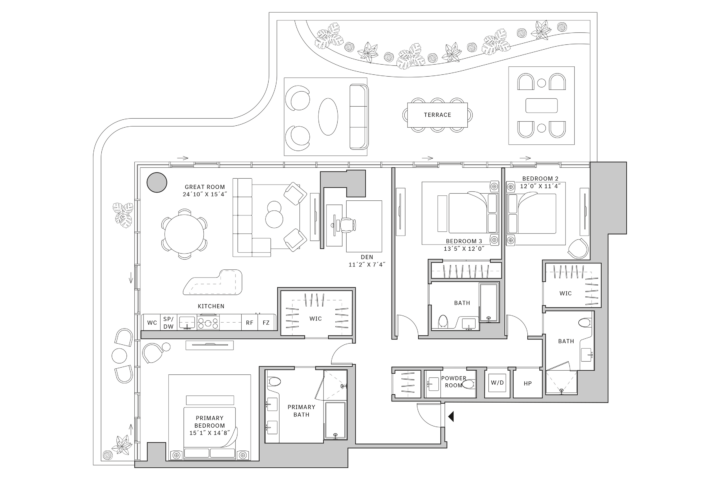 TERRACE
GREAT ROOM
24'10" X 15'4"
BEDROOM 2
12'0" X 11'4"
BEDROOM 3
13'5" X 12'0"
DEN
11'2" X 7'4"
WIC
KITCHEN
BATH
WC
SP/
DW
RF
FZ
WIC
BATH
POWDER
ROOM
W/D
HP
PRIMARY
BATH
PRIMARY
BEDROOM
15'1" X 14'8"